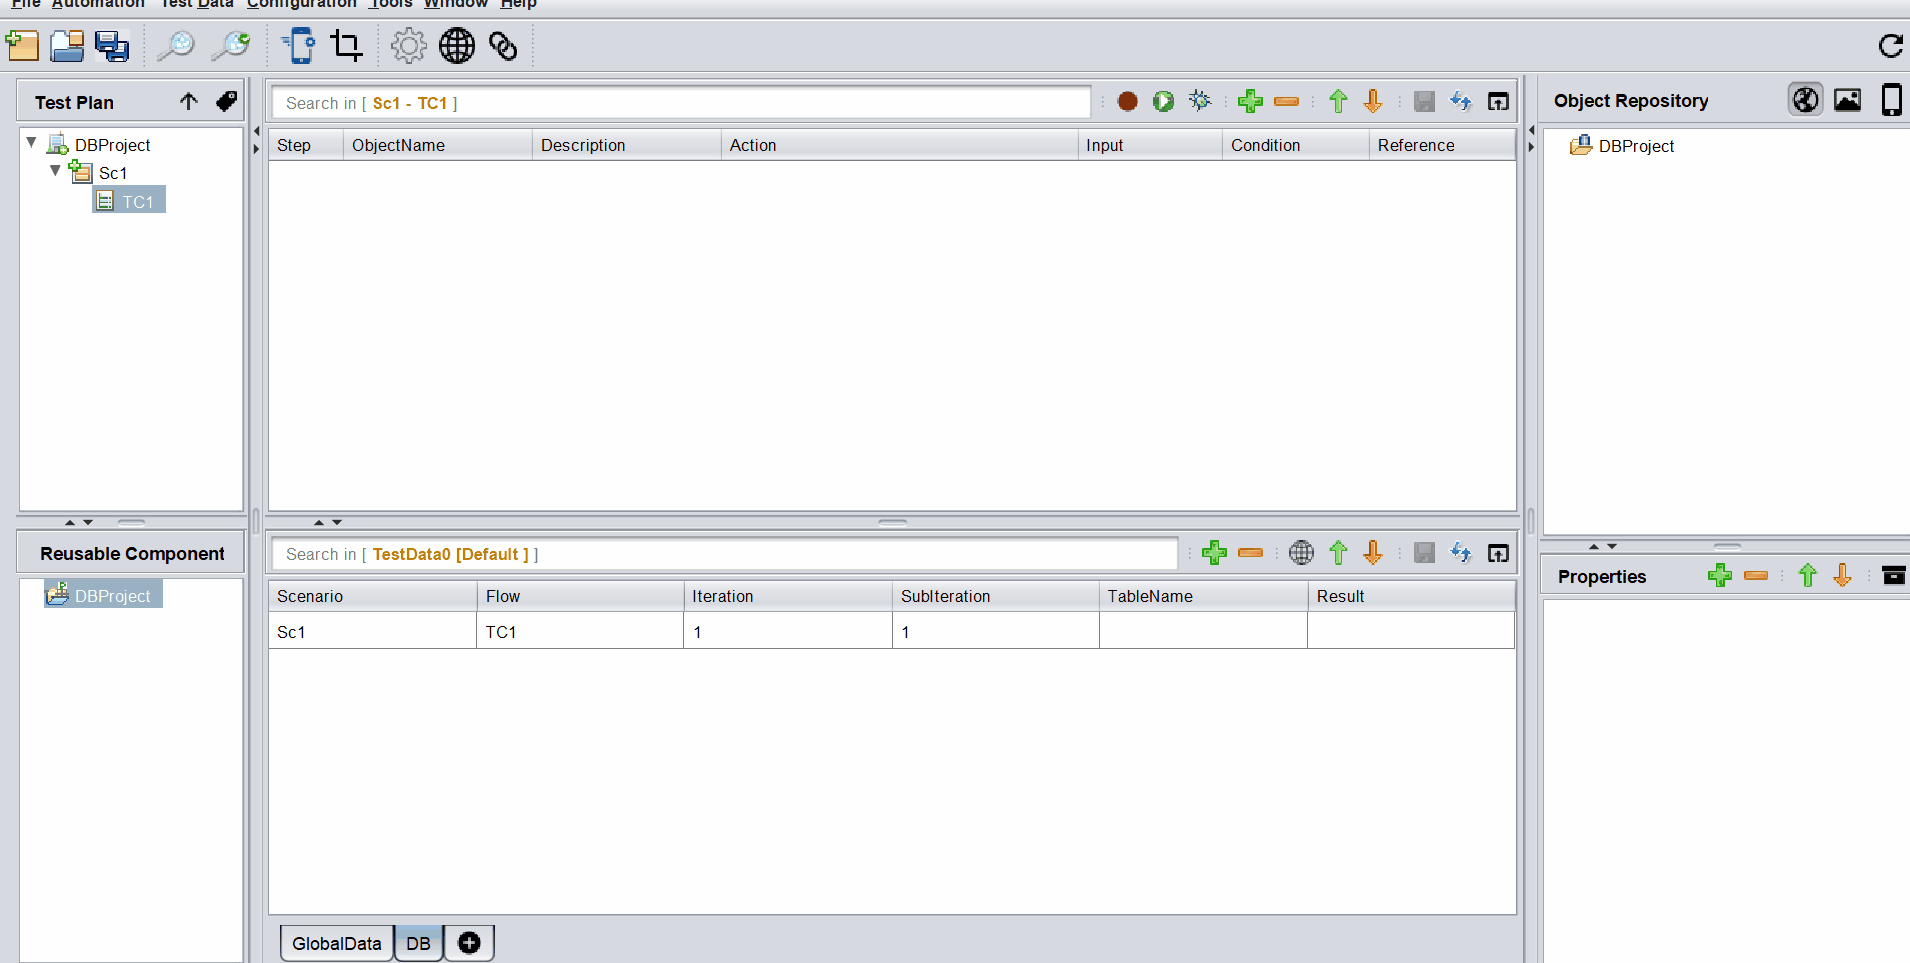 File Automation Test Data Configuration Tools Window Help
Test Plan
DBProject
Sc1
TC1
Search in [ Sc1 - TC1 ]
Step ObjectName Description Action Input Condition Reference
Object Repository
DBProject
Reusable Component
DBProject
Search in [ TestData0 [Default ] ]
Scenario Flow Iteration SubIteration TableName Result
Sc1 TC1 1 1
GlobalData DB
Properties